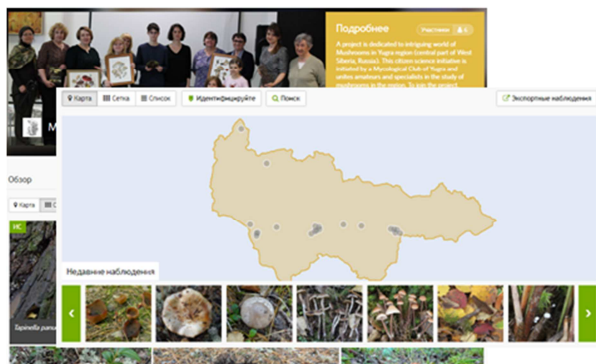 Подробнее
Участники
6
A project is dedicated to intriguing world of
Mushrooms in Yugra region (central part of West
Siberia, Russia). This citizen science initiative is
initiated by a Mycological Club of Yugra and
unites amateurs and specialists in the study of
mushrooms in the region. To join the project
M
Карта Сетка Список Идентифицируйте Поиск Экспортные наблюдения
Обзор
Карта
НС
Недавние наблюдения
Tapinella panu